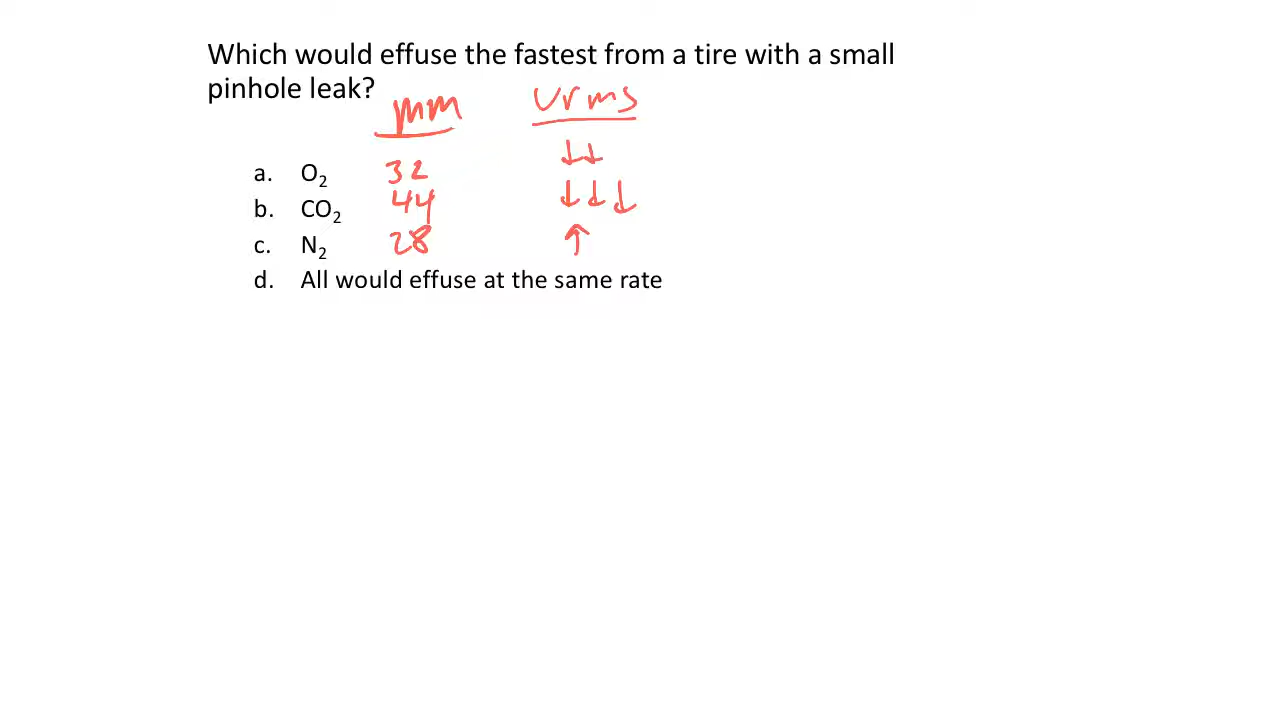 Which would effuse the fastest from a tire with a small
pinhole leak?
mm Urms
a. O₂ 32 ↓↓
b. CO₂ 44 ↓↓↓
c. N₂ 28 ↑
d. All would effuse at the same rate